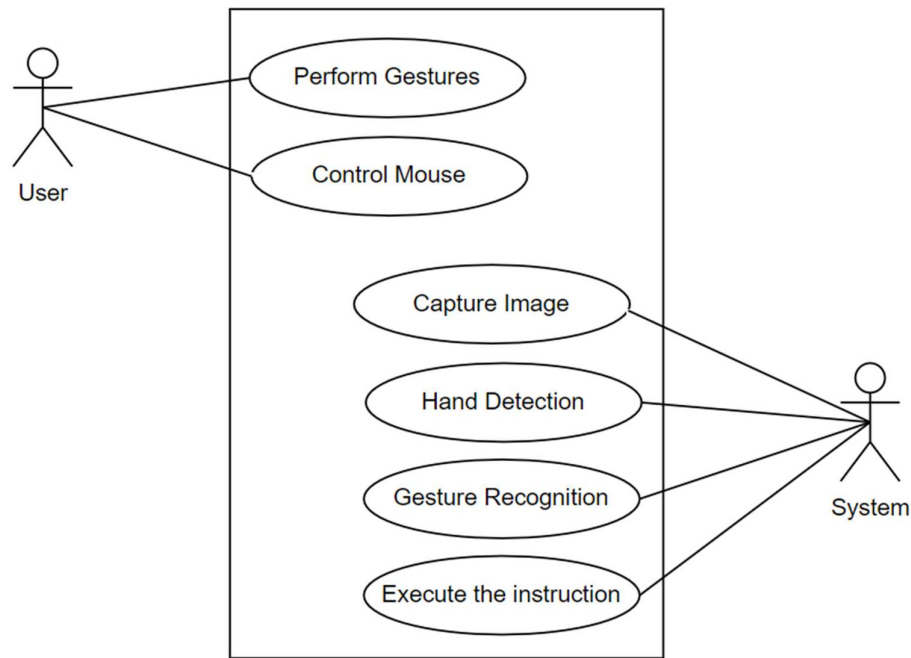 Perform Gestures
Control Mouse
User
Capture Image
Hand Detection
Gesture Recognition
System
Execute the instruction